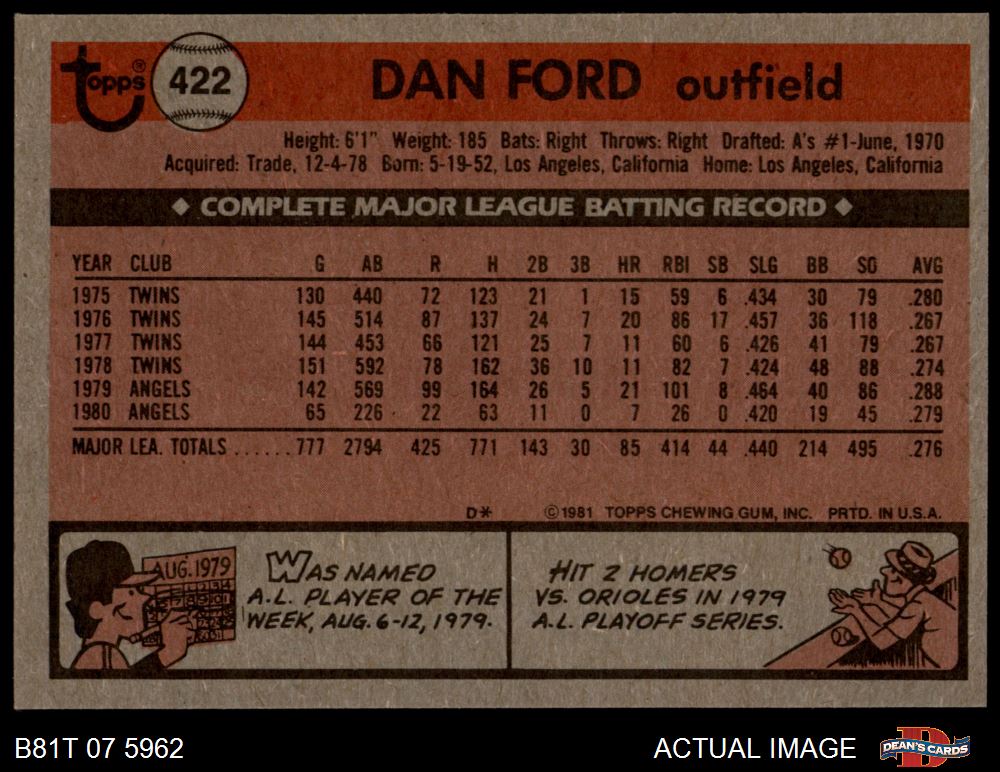 topps® 422 DAN FORD outfield
Height: 6'1" Weight: 185 Bats: Right Throws: Right Drafted: A's #1-June, 1970
Acquired: Trade, 12-4-78 Born: 5-19-52, Los Angeles, California Home: Los Angeles, California
◆ COMPLETE MAJOR LEAGUE BATTING RECORD ◆
YEAR CLUB G AB R H 2B 3B HR RBI SB SLG BB SO AVG
1975 TWINS 130 440 72 123 21 1 15 59 6 .434 30 79 .280
1976 TWINS 145 514 87 137 24 7 20 86 17 .457 36 118 .267
1977 TWINS 144 453 66 121 25 7 11 60 6 .426 41 79 .267
1978 TWINS 151 592 78 162 36 10 11 82 7 .424 48 88 .274
1979 ANGELS 142 569 99 164 26 5 21 101 8 .464 40 86 .288
1980 ANGELS 65 226 22 63 11 0 7 26 0 .420 19 45 .279
MAJOR LEA. TOTALS ......777 2794 425 771 143 30 85 414 44 .440 214 495 .276
D* ©1981 TOPPS CHEWING GUM, INC. PRTD. IN U.S.A.
AUG. 1979
WAS NAMED
A.L. PLAYER OF THE
WEEK, AUG. 6-12, 1979.
HIT 2 HOMERS
VS. ORIOLES IN 1979
A.L. PLAYOFF SERIES.
B81T 07 5962 ACTUAL IMAGE DEAN'S CARDS